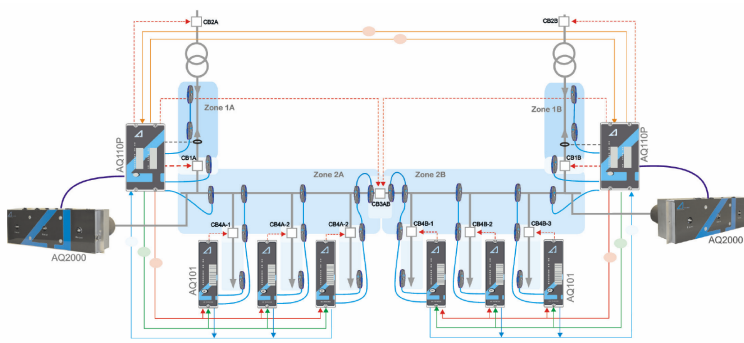 CB2A
CB2B
Zone 1A
Zone 1B
AQ110P
AQ110P
CB1A
CB1B
Zone 2A
Zone 2B
CB3AB
CB4A-1
CB4A-2
CB4A-2
CB4B-1
CB4B-2
CB4B-3
AQ2000
AQ2000
AQ101
AQ101